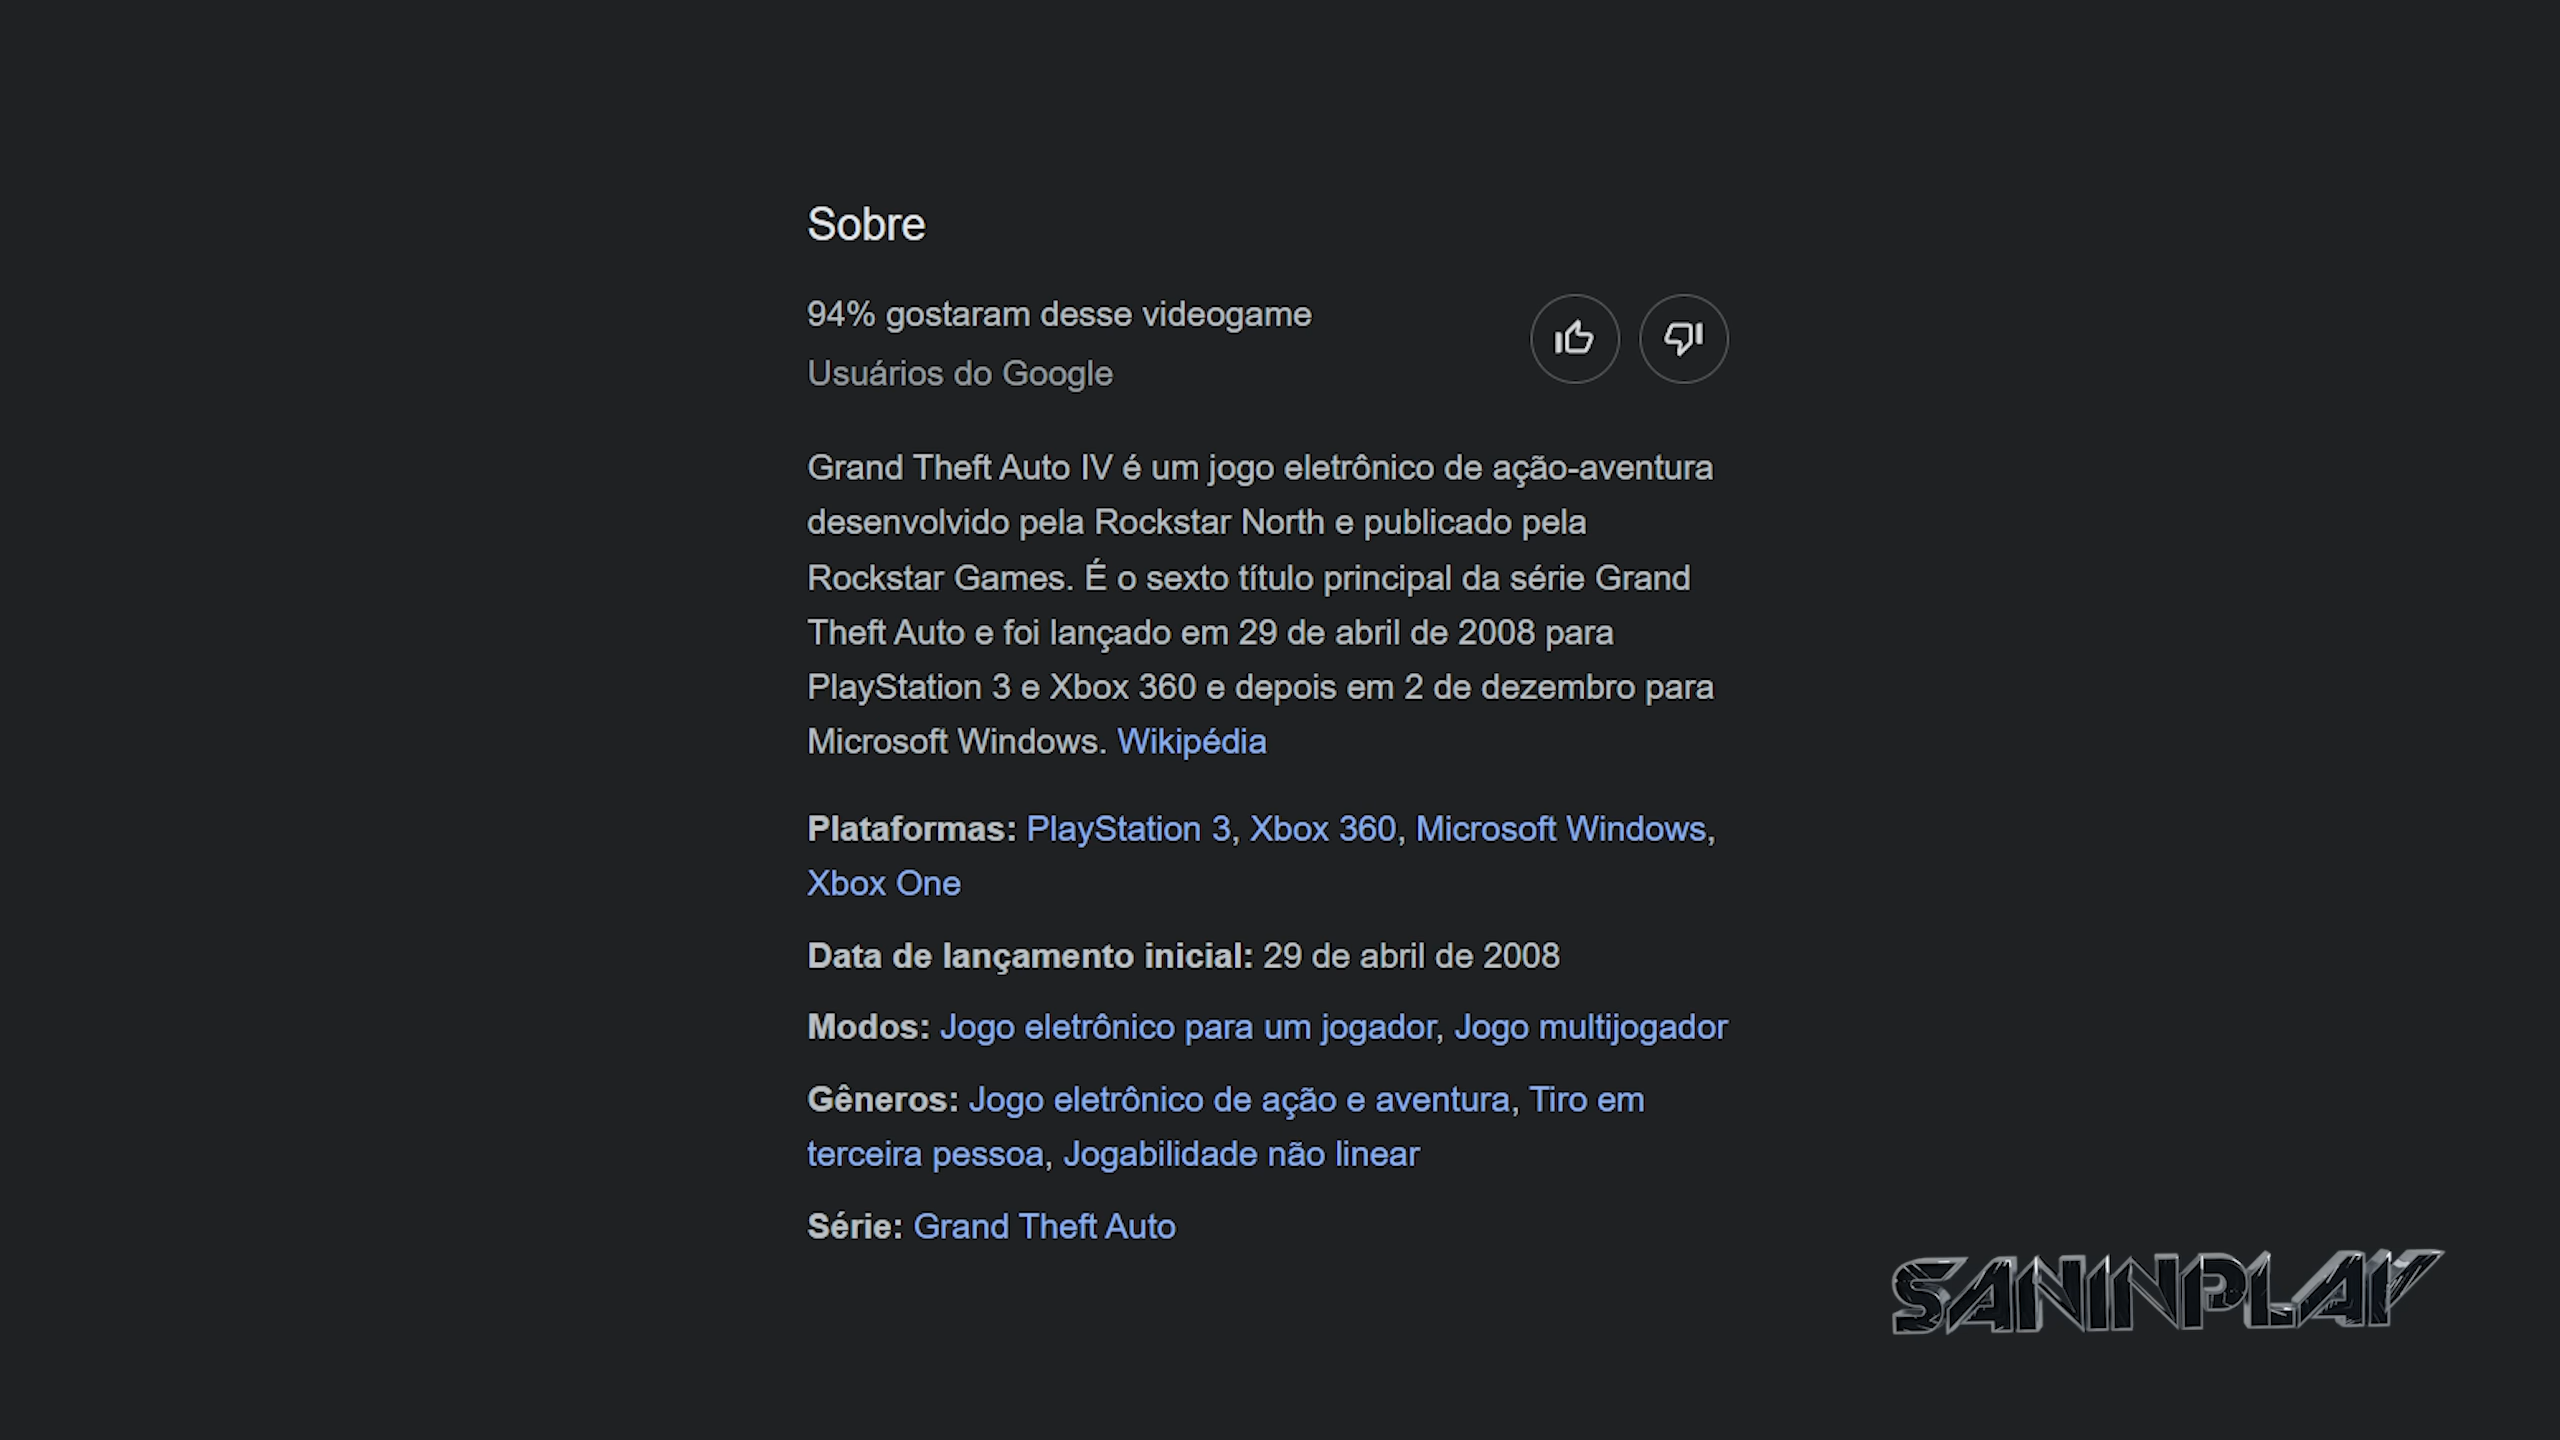 Sobre
94% gostaram desse videogame
Usuários do Google
Grand Theft Auto IV é um jogo eletrônico de ação-aventura
desenvolvido pela Rockstar North e publicado pela
Rockstar Games. É o sexto título principal da série Grand
Theft Auto e foi lançado em 29 de abril de 2008 para
PlayStation 3 e Xbox 360 e depois em 2 de dezembro para
Microsoft Windows. Wikipédia
Plataformas: PlayStation 3, Xbox 360, Microsoft Windows,
Xbox One
Data de lançamento inicial: 29 de abril de 2008
Modos: Jogo eletrônico para um jogador, Jogo multijogador
Gêneros: Jogo eletrônico de ação e aventura, Tiro em
terceira pessoa, Jogabilidade não linear
Série: Grand Theft Auto
SANINPLAY